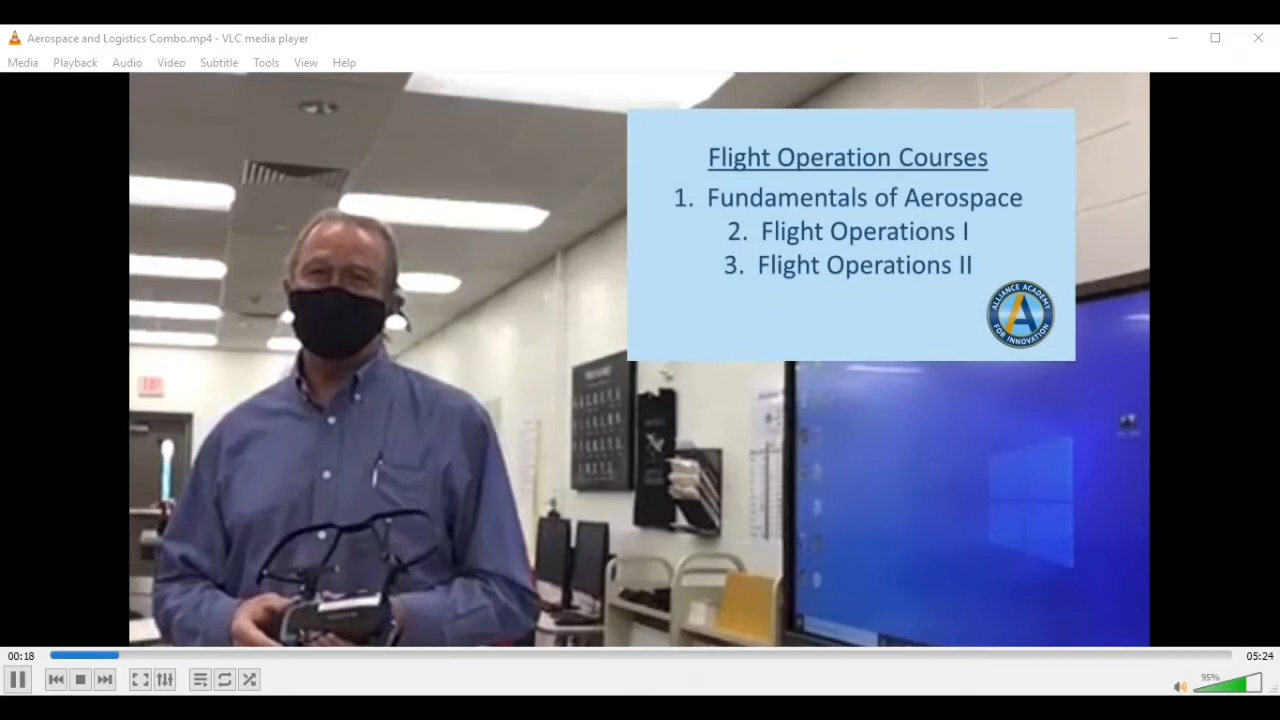 Aerospace and Logistics Combo.mp4 - VLC media player
Media Playback Audio Video Subtitle Tools View Help
Flight Operation Courses
1. Fundamentals of Aerospace
2. Flight Operations I
3. Flight Operations II
ALLIANCE ACADEMY
FOR INNOVATION
EXIT
00:18
05:24
95%